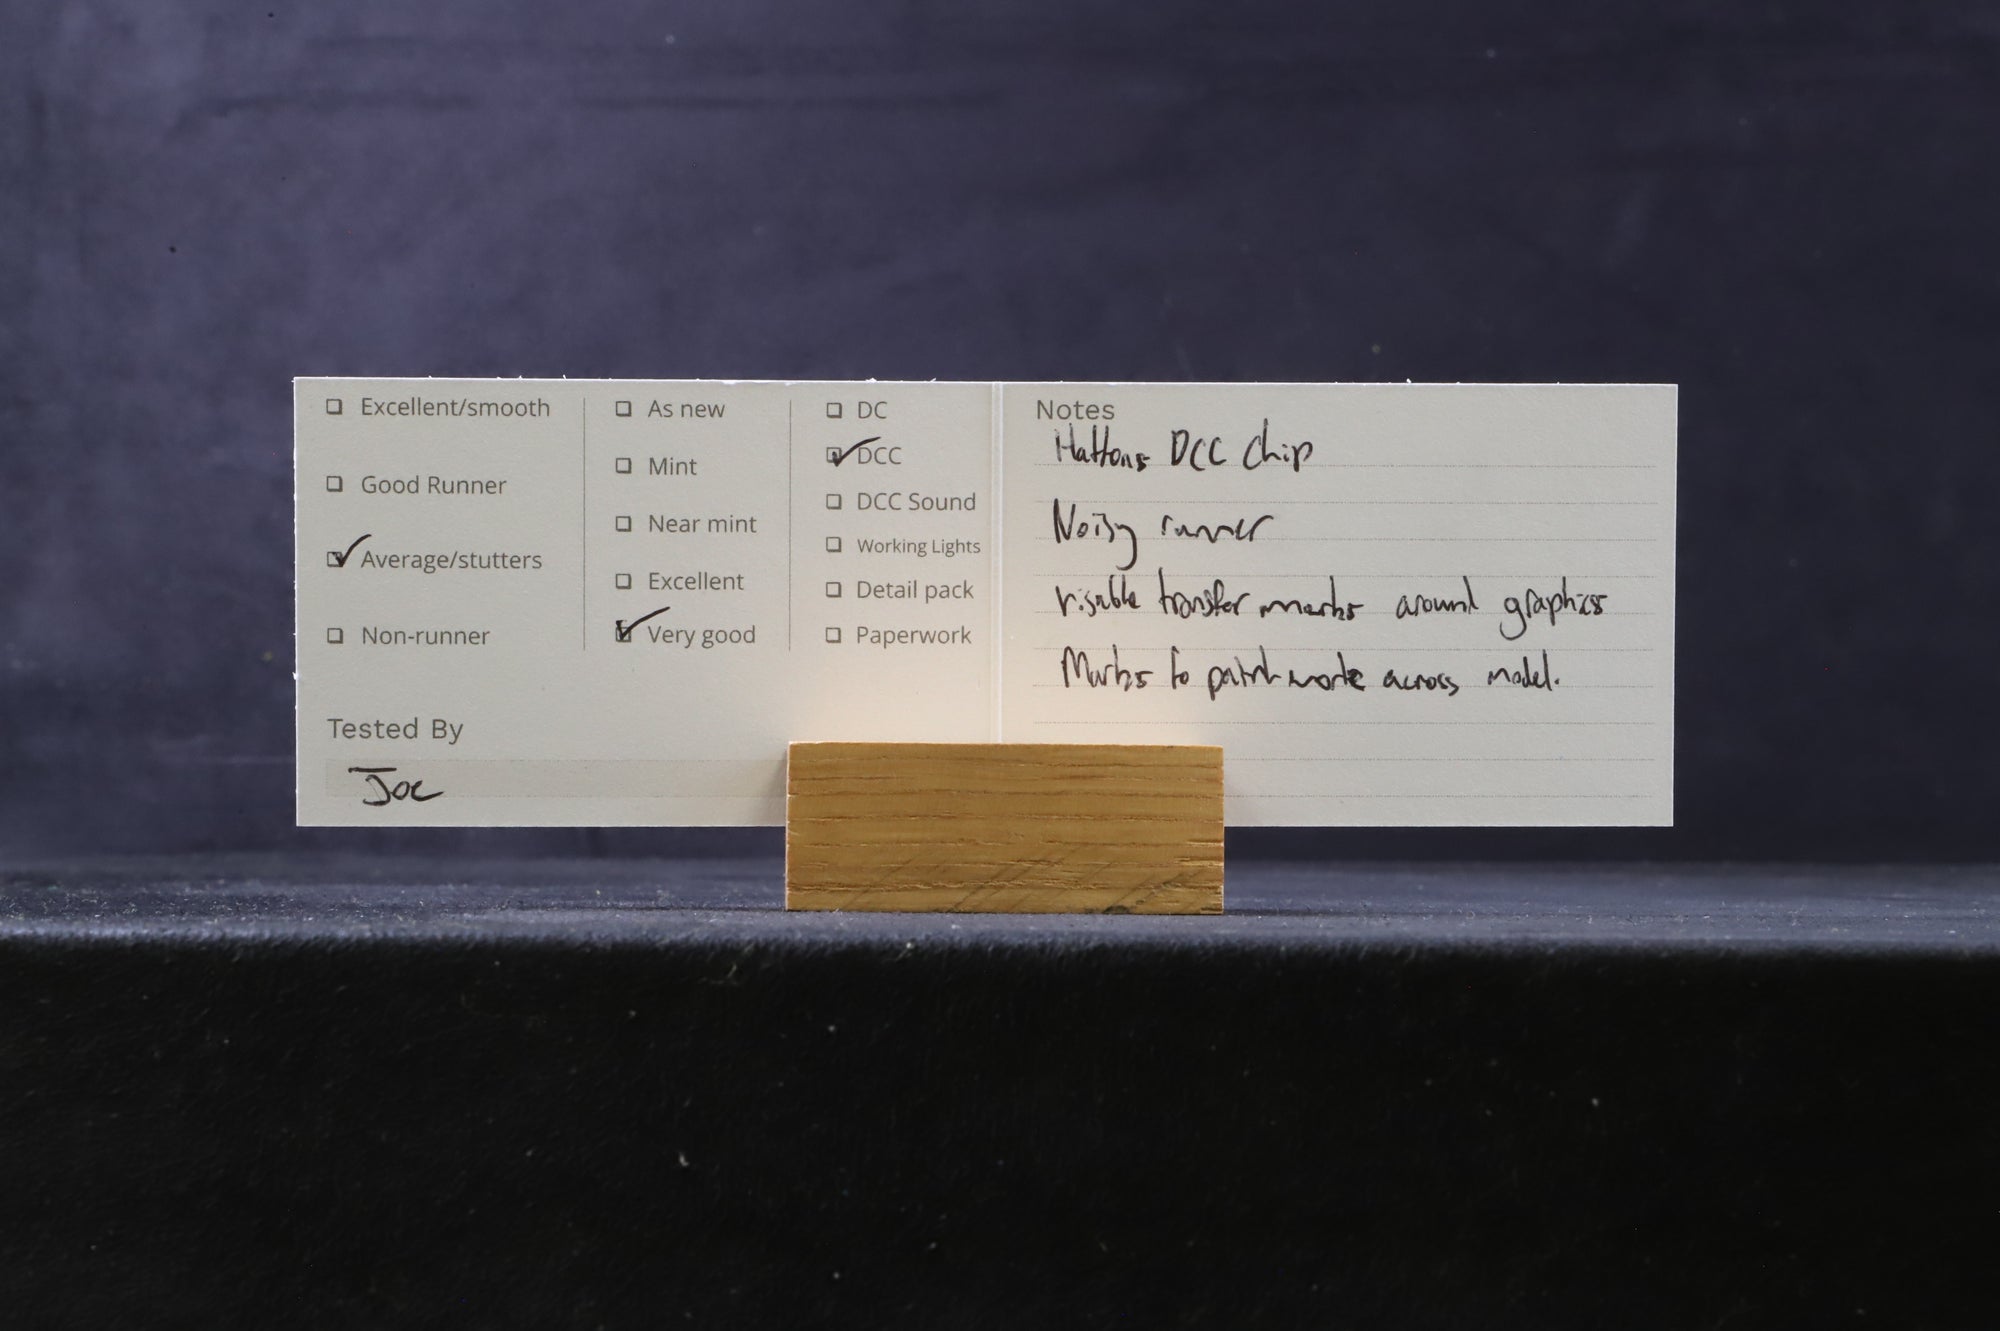 Excellent/smooth
Good Runner
Average/stutters
Non-runner
As new
Mint
Near mint
Excellent
Very good
DC
DCC
DCC Sound
Working Lights
Detail pack
Paperwork
Tested By
Joe
Notes
Hattons DCC Chip
Noisy runner
visible transfer marks around graphics
Marks to paintwork across model.